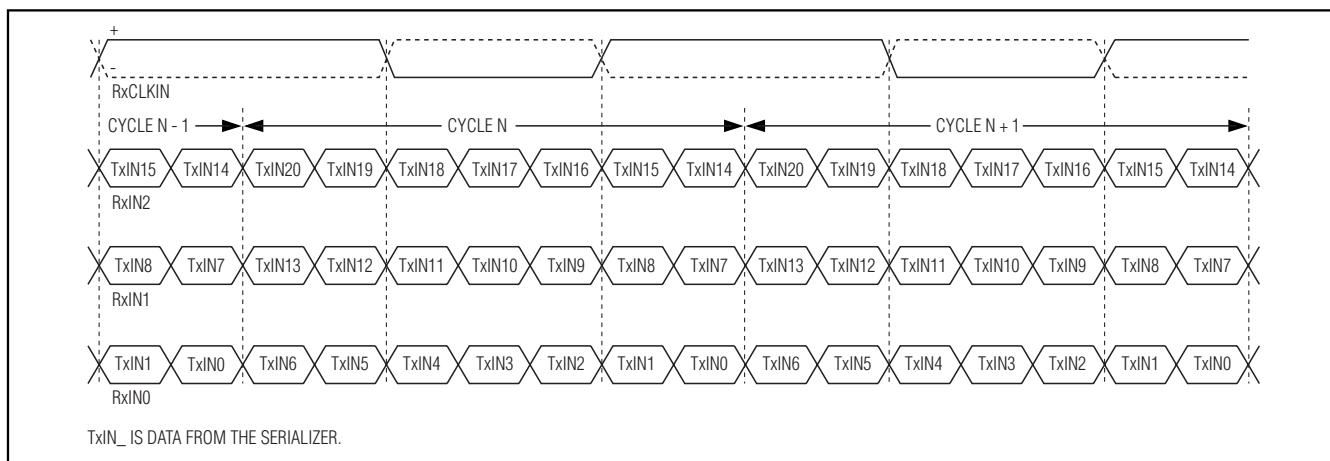 +
-
RxCLKIN
CYCLE N - 1 CYCLE N CYCLE N + 1
TxIN15 TxIN14 TxIN20 TxIN19 TxIN18 TxIN17 TxIN16 TxIN15 TxIN14 TxIN20 TxIN19 TxIN18 TxIN17 TxIN16 TxIN15 TxIN14
RxIN2
TxIN8 TxIN7 TxIN13 TxIN12 TxIN11 TxIN10 TxIN9 TxIN8 TxIN7 TxIN13 TxIN12 TxIN11 TxIN10 TxIN9 TxIN8 TxIN7
RxIN1
TxIN1 TxIN0 TxIN6 TxIN5 TxIN4 TxIN3 TxIN2 TxIN1 TxIN0 TxIN6 TxIN5 TxIN4 TxIN3 TxIN2 TxIN1 TxIN0
RxIN0
TxIN_ IS DATA FROM THE SERIALIZER.